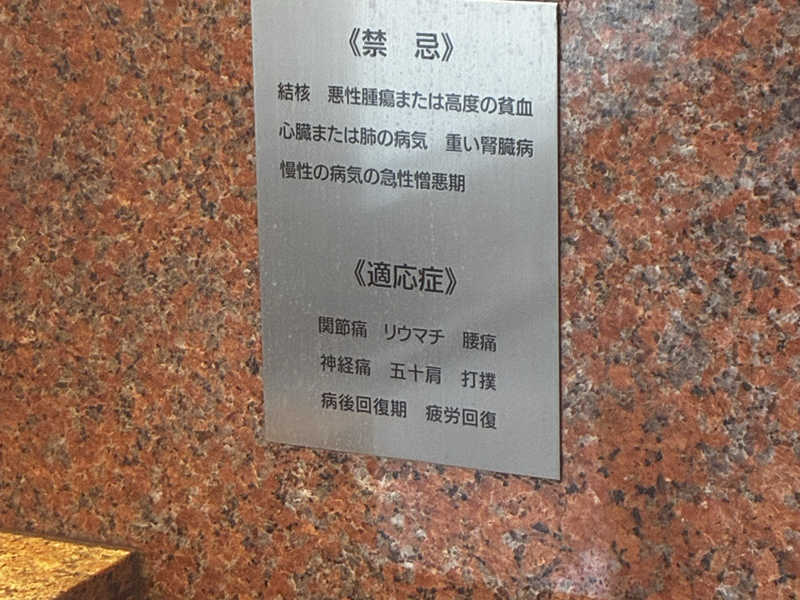 《禁 忌》
結核 悪性腫瘍または高度の貧血
心臓または肺の病気 重い腎臓病
慢性の病気の急性憎悪期
《適応症》
関節痛 リウマチ 腰痛
神経痛 五十肩 打撲
病後回復期 疲労回復